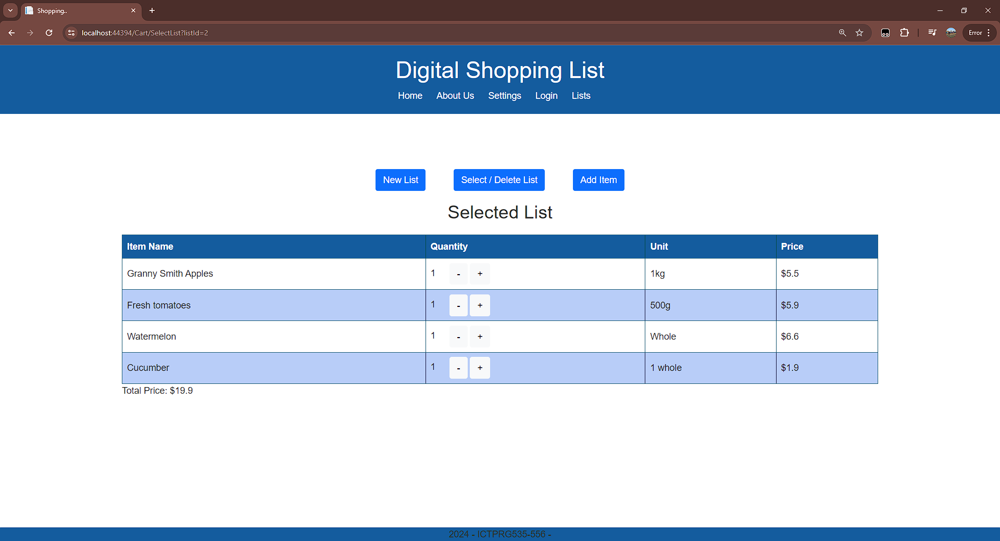 Shopping..
localhost:44394/Cart/SelectList?listId=2
Error
Digital Shopping List
Home About Us Settings Login Lists
New List Select / Delete List Add Item
Selected List
Item Name Quantity Unit Price
Granny Smith Apples 1 - + 1kg $5.5
Fresh tomatoes 1 - + 500g $5.9
Watermelon 1 - + Whole $6.6
Cucumber 1 - + 1 whole $1.9
Total Price: $19.9
2024 - ICTPRG535-556 -